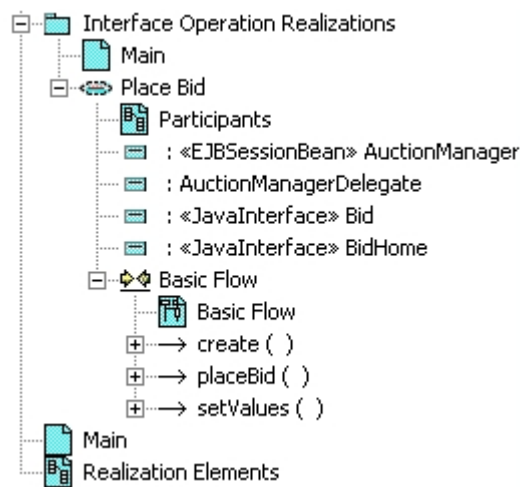 Interface Operation Realizations
Main
Place Bid
Participants
: «EJBSessionBean» AuctionManager
: AuctionManagerDelegate
: «JavaInterface» Bid
: «JavaInterface» BidHome
Basic Flow
Basic Flow
create ( )
placeBid ( )
setValues ( )
Main
Realization Elements